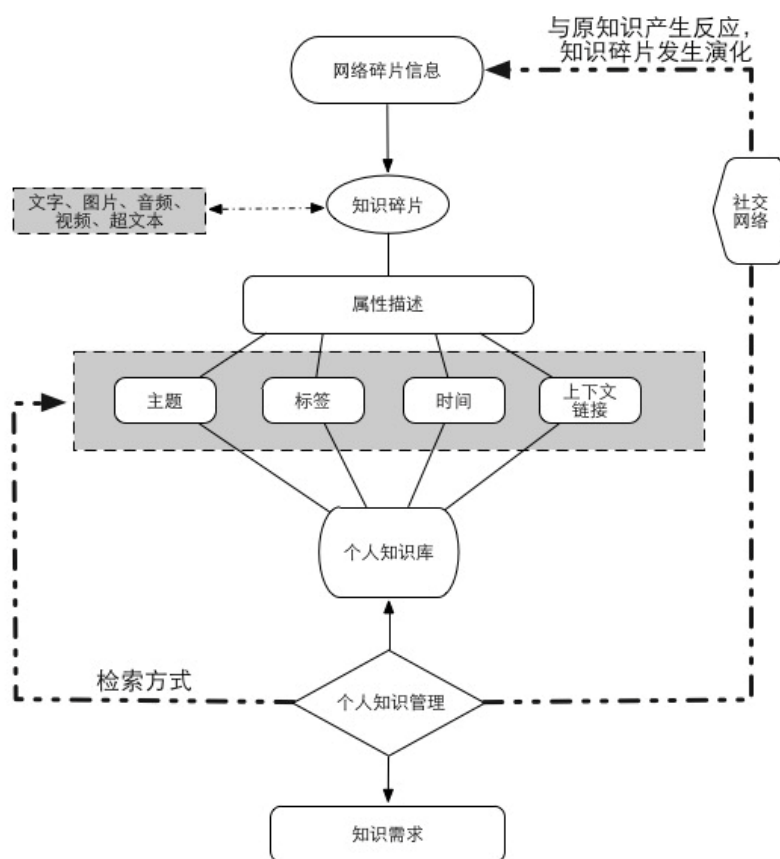 与原知识产生反应，
知识碎片发生演化
网络碎片信息
文字、图片、音频、
视频、超文本
知识碎片
社交
网络
属性描述
主题
标签
时间
上下文
链接
个人知识库
检索方式
个人知识管理
知识需求